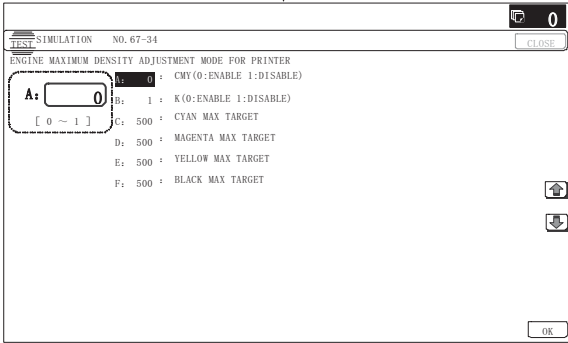 0
TEST SIMULATION NO.67-34 CLOSE
ENGINE MAXIMUM DENSITY ADJUSTMENT MODE FOR PRINTER
A: 0
[ 0 ~ 1 ]
A: 0 : CMY(0:ENABLE 1:DISABLE)
B: 1 : K(0:ENABLE 1:DISABLE)
C: 500 : CYAN MAX TARGET
D: 500 : MAGENTA MAX TARGET
E: 500 : YELLOW MAX TARGET
F: 500 : BLACK MAX TARGET
OK